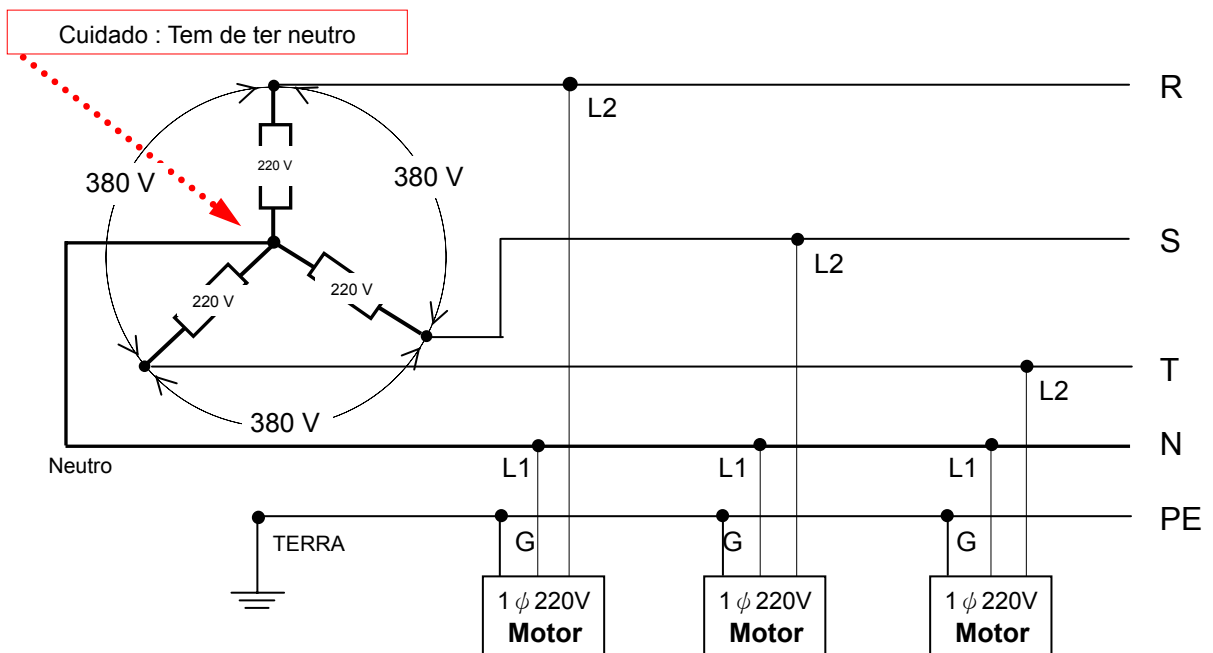 Cuidado : Tem de ter neutro
R
L2
220 V
380 V
380 V
S
L2
220 V
220 V
T
L2
380 V
N
Neutro
L1
L1
L1
PE
TERRA
G
G
G
1 ϕ 220V
Motor
1 ϕ 220V
Motor
1 ϕ 220V
Motor